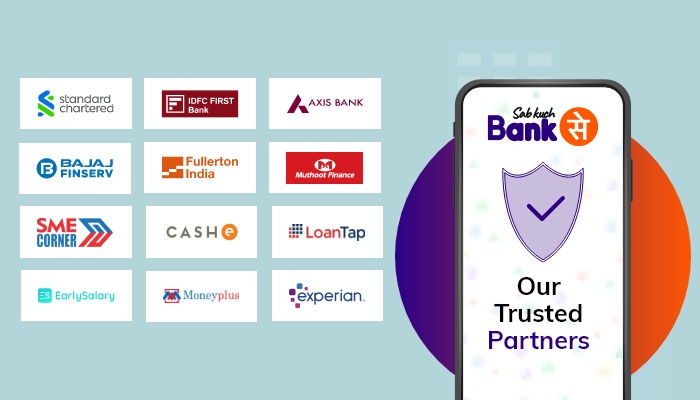 standard
chartered
IDFC FIRST
Bank
AXIS BANK
BAJAJ
FINSERV
Fullerton
India
Muthoot Finance
SME
CORNER
CASHe
LoanTap
ES EarlySalary
Moneyplus
experian.
Sab kuch
Bank से
Our
Trusted
Partners